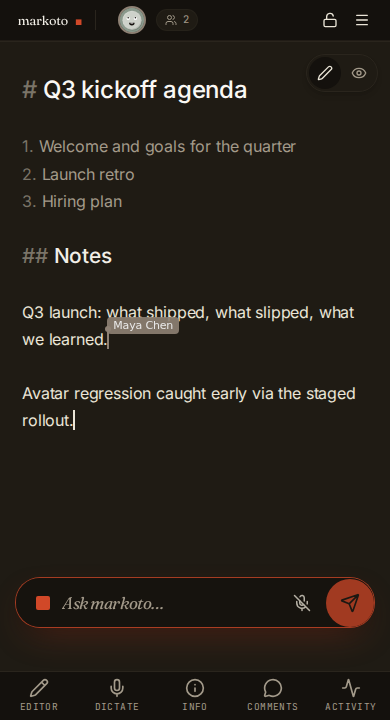 markoto
2
# Q3 kickoff agenda
1. Welcome and goals for the quarter
2. Launch retro
3. Hiring plan
## Notes
Q3 launch: what shipped, what slipped, what
Maya Chen
we learned.
Avatar regression caught early via the staged
rollout.
Ask markoto...
EDITOR DICTATE INFO COMMENTS ACTIVITY